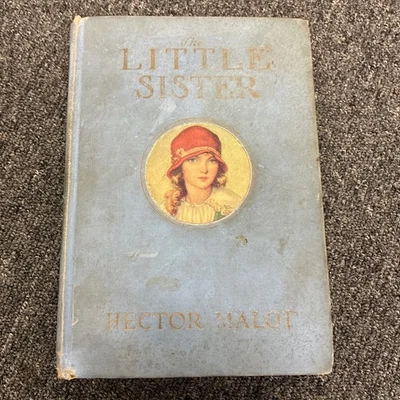 The
LITTLE
SISTER
HECTOR MALOT